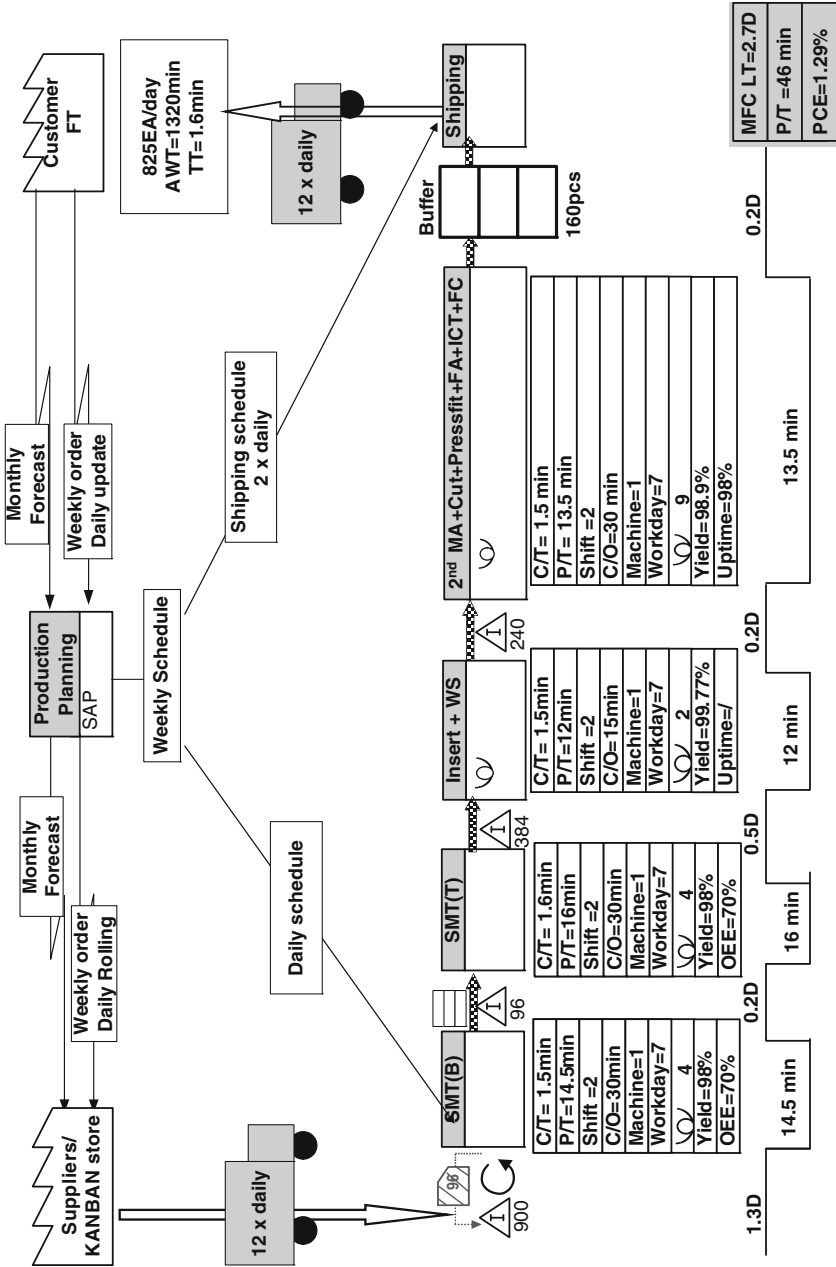 Suppliers/
KANBAN store
Monthly
Forecast
Weekly order
Daily Rolling
Production
Planning
SAP
Monthly
Forecast
Weekly order
Daily update
Customer
FT
825EA/day
AWT=1320min
TT=1.6min
12 x daily
12 x daily
Weekly Schedule
Daily schedule
Shipping schedule
2 x daily
96
I
900
SMT(B)
I
96
SMT(T)
I
384
Insert + WS
I
240
2nd MA+Cut+Pressfit+FA+ICT+FC
Buffer
160pcs
Shipping
C/T= 1.5min
P/T=14.5min
Shift =2
C/O=30min
Machine=1
Workday=7
4
Yield=98%
OEE=70%
C/T= 1.6min
P/T=16min
Shift =2
C/O=30min
Machine=1
Workday=7
4
Yield=98%
OEE=70%
C/T= 1.5min
P/T=12min
Shift =2
C/O=15min
Machine=1
Workday=7
2
Yield=99.77%
Uptime=/
C/T= 1.5 min
P/T= 13.5 min
Shift =2
C/O=30 min
Machine=1
Workday=7
9
Yield=98.9%
Uptime=98%
1.3D
14.5 min
0.2D
16 min
0.5D
12 min
0.2D
13.5 min
0.2D
MFC LT=2.7D
P/T =46 min
PCE=1.29%